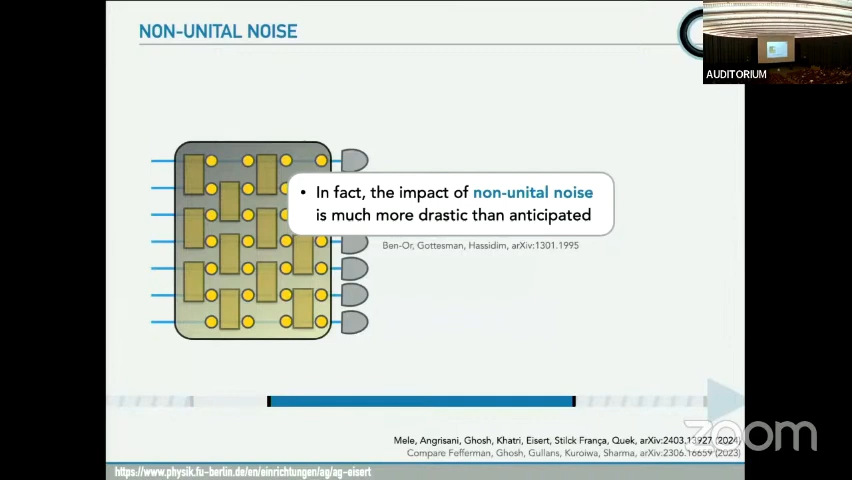 NON-UNITAL NOISE
AUDITORIUM
• In fact, the impact of non-unital noise
is much more drastic than anticipated
Ben-Or, Gottesman, Hassidim, arXiv:1301.1995
Mele, Angrisani, Ghosh, Khatri, Eisert, Stilck França, Quek, arXiv:2403.13927 (2024)
Compare Fefferman, Ghosh, Gullans, Kuroiwa, Sharma, arXiv:2306.16659 (2023)
zoom
https://www.physik.fu-berlin.de/en/einrichtungen/ag/ag-eisert